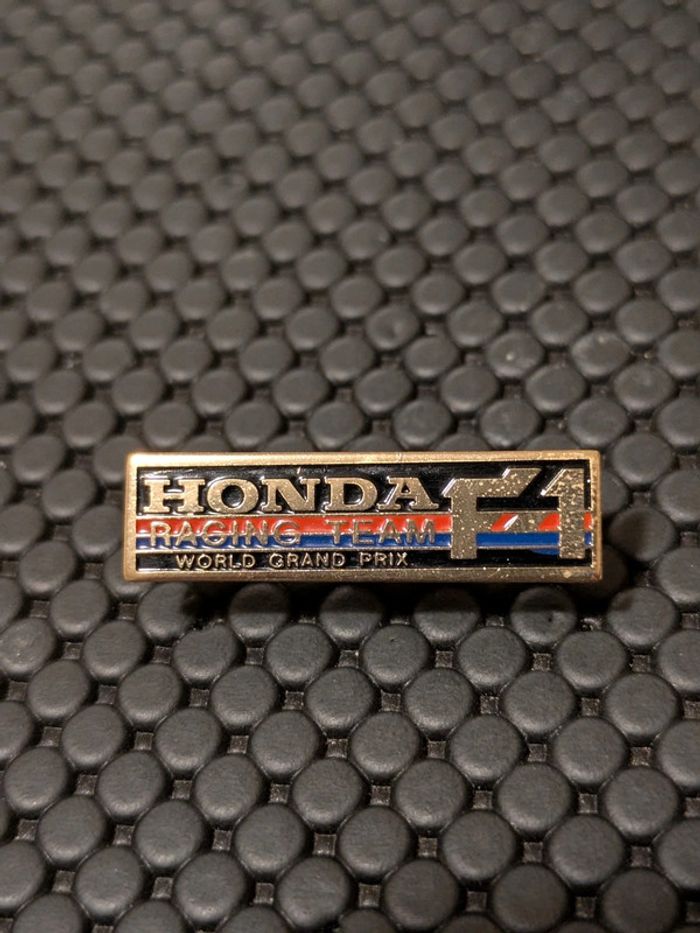 HONDA F1
RACING TEAM
WORLD GRAND PRIX